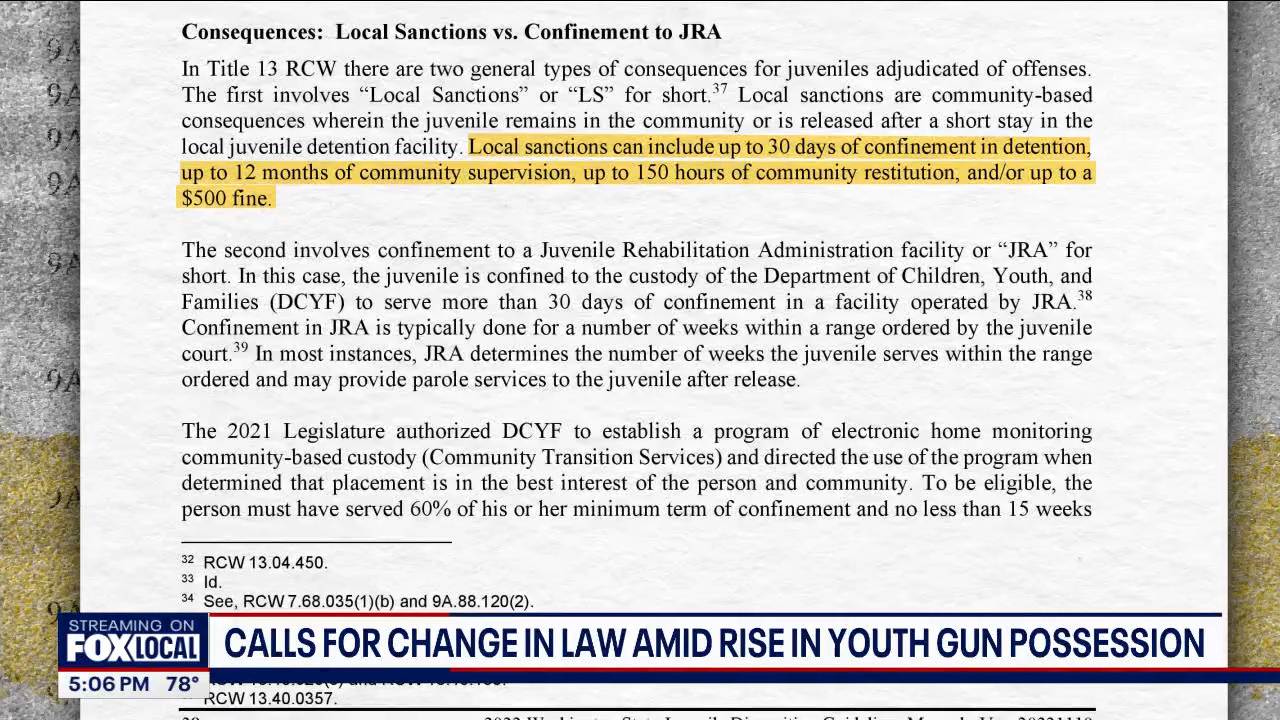 Consequences: Local Sanctions vs. Confinement to JRA
In Title 13 RCW there are two general types of consequences for juveniles adjudicated of offenses.
The first involves “Local Sanctions” or “LS” for short.37 Local sanctions are community-based
consequences wherein the juvenile remains in the community or is released after a short stay in the
local juvenile detention facility. Local sanctions can include up to 30 days of confinement in detention,
up to 12 months of community supervision, up to 150 hours of community restitution, and/or up to a
$500 fine.
The second involves confinement to a Juvenile Rehabilitation Administration facility or “JRA” for
short. In this case, the juvenile is confined to the custody of the Department of Children, Youth, and
Families (DCYF) to serve more than 30 days of confinement in a facility operated by JRA.38
Confinement in JRA is typically done for a number of weeks within a range ordered by the juvenile
court.39 In most instances, JRA determines the number of weeks the juvenile serves within the range
ordered and may provide parole services to the juvenile after release.
The 2021 Legislature authorized DCYF to establish a program of electronic home monitoring
community-based custody (Community Transition Services) and directed the use of the program when
determined that placement is in the best interest of the person and community. To be eligible, the
person must have served 60% of his or her minimum term of confinement and no less than 15 weeks
32 RCW 13.04.450.
33 Id.
34 See, RCW 7.68.035(1)(b) and 9A.88.120(2).
STREAMING ON
FOX LOCAL
CALLS FOR CHANGE IN LAW AMID RISE IN YOUTH GUN POSSESSION
5:06 PM 78°
RCW 13.40.0357.